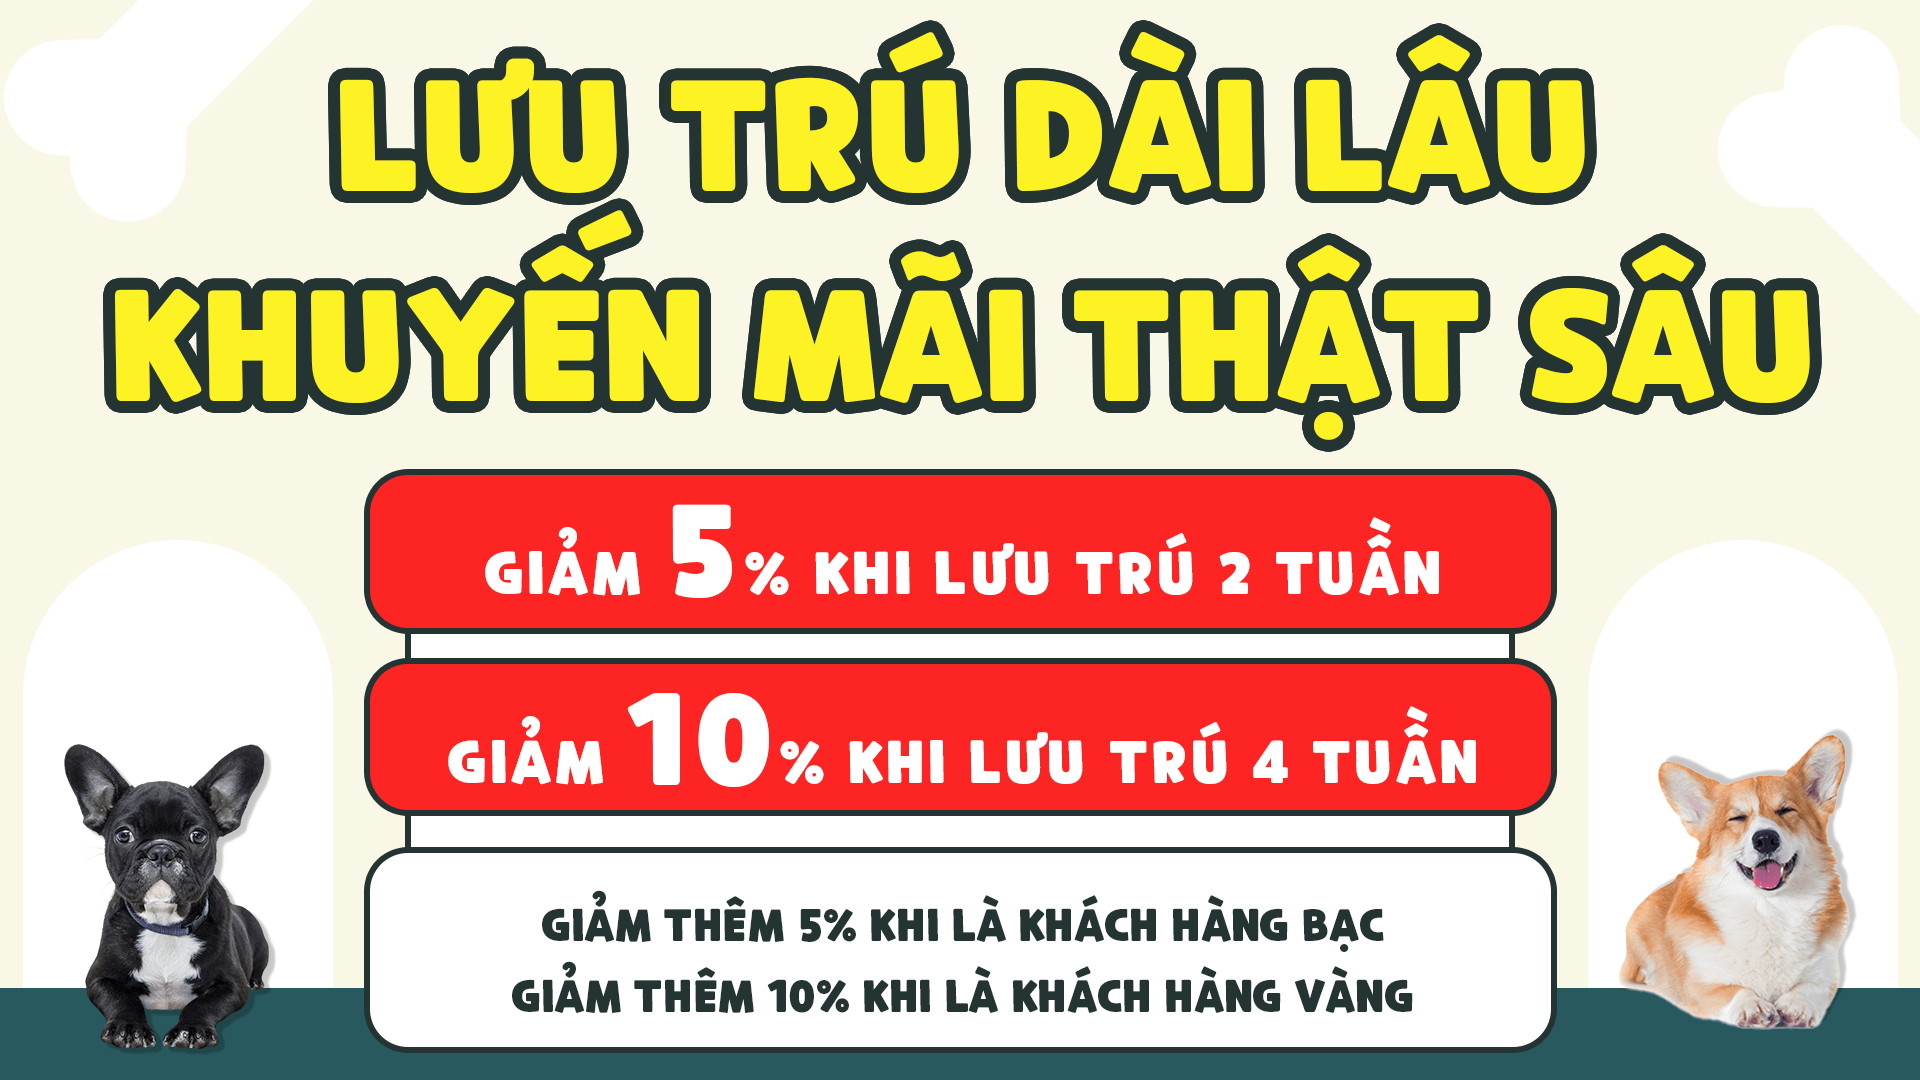 LƯU TRÚ DÀI LÂU
KHUYẾN MÃI THẬT SÂU
GIẢM 5% KHI LƯU TRÚ 2 TUẦN
GIẢM 10% KHI LƯU TRÚ 4 TUẦN
GIẢM THÊM 5% KHI LÀ KHÁCH HÀNG BẠC
GIẢM THÊM 10% KHI LÀ KHÁCH HÀNG VÀNG